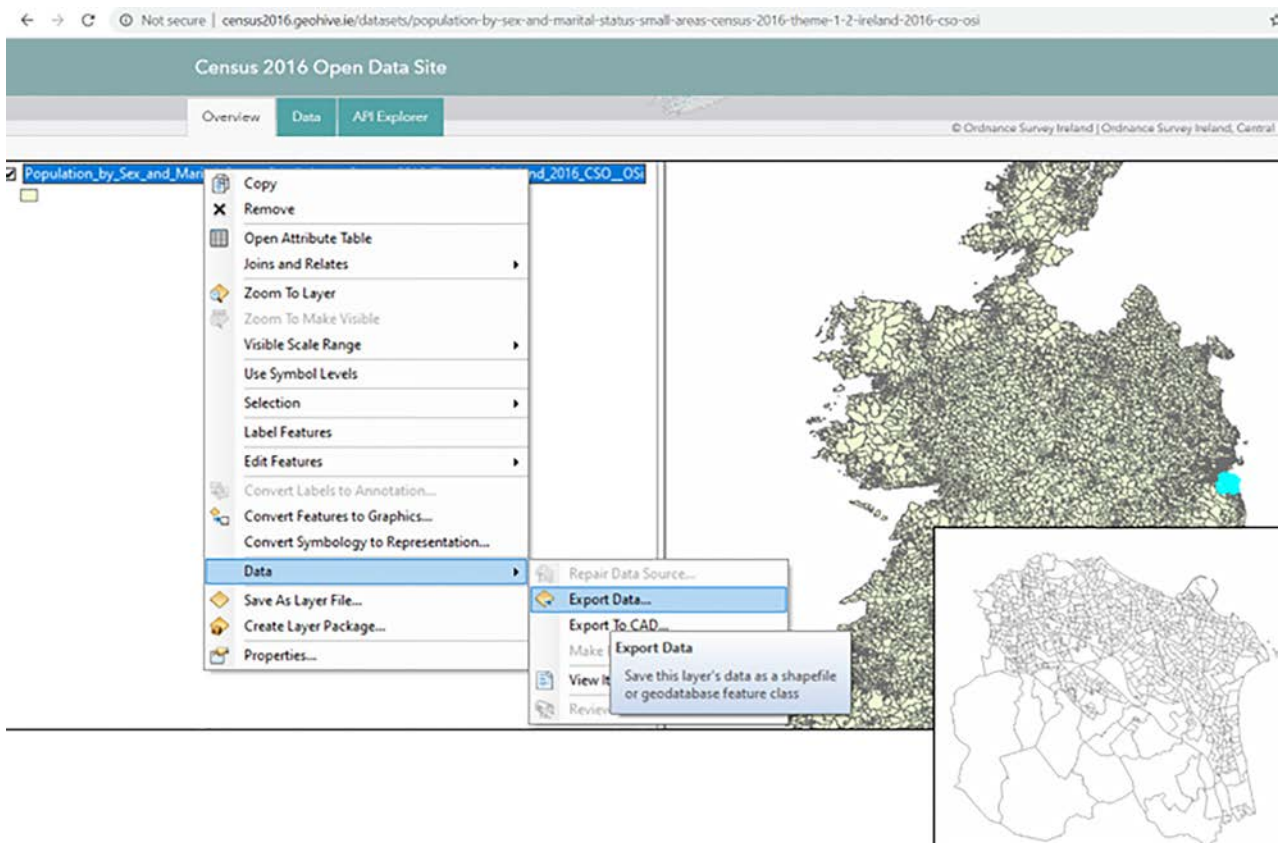 Not secure | census2016.geohive.ie/datasets/population-by-sex-and-marital-status-small-areas-census-2016-theme-1-2-ireland-2016-cso-osi
Census 2016 Open Data Site
Overview Data API Explorer
© Ordnance Survey Ireland | Ordnance Survey Ireland, Central
Population_by_Sex_and_Mari nd_2016_CSO__OSi
Copy
Remove
Open Attribute Table
Joins and Relates
Zoom To Layer
Zoom To Make Visible
Visible Scale Range
Use Symbol Levels
Selection
Label Features
Edit Features
Convert Labels to Annotation...
Convert Features to Graphics...
Convert Symbology to Representation...
Data
Save As Layer File...
Create Layer Package...
Properties...
Repair Data Source...
Export Data...
Export To CAD...
Make
View It
Review
Export Data
Save this layer's data as a shapefile
or geodatabase feature class